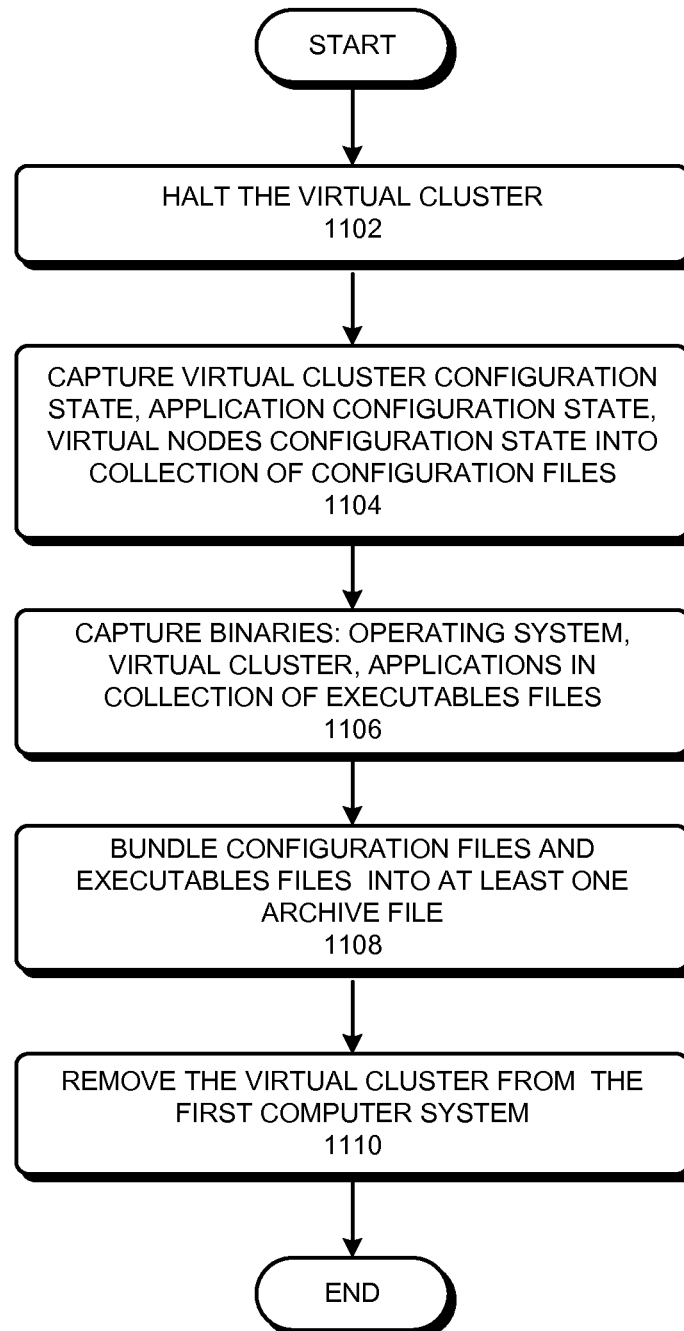 START
HALT THE VIRTUAL CLUSTER
1102
CAPTURE VIRTUAL CLUSTER CONFIGURATION
STATE, APPLICATION CONFIGURATION STATE,
VIRTUAL NODES CONFIGURATION STATE INTO
COLLECTION OF CONFIGURATION FILES
1104
CAPTURE BINARIES: OPERATING SYSTEM,
VIRTUAL CLUSTER, APPLICATIONS IN
COLLECTION OF EXECUTABLES FILES
1106
BUNDLE CONFIGURATION FILES AND
EXECUTABLES FILES INTO AT LEAST ONE
ARCHIVE FILE
1108
REMOVE THE VIRTUAL CLUSTER FROM THE
FIRST COMPUTER SYSTEM
1110
END